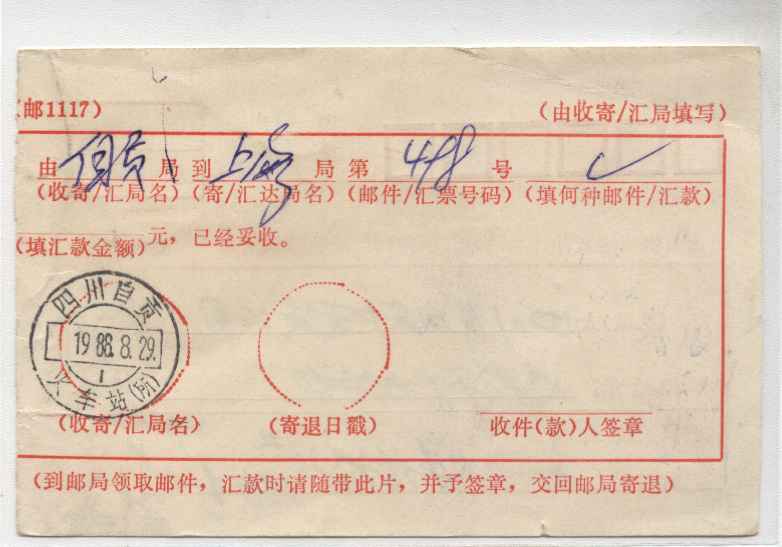 (邮1117)
(由收寄/汇局填写)
由自贡局到上海局第478号
(收寄/汇局名)(寄/汇达局名)(邮件/汇票号码)(填何种邮件/汇款)
(填汇款金额)元，已经妥收。
四川自贡
1986.8.29.
1
火车站(所)
(收寄/汇局名)
(寄退日戳)
收件(款)人签章
(到邮局领取邮件，汇款时请随带此片，并予签章，交回邮局寄退)